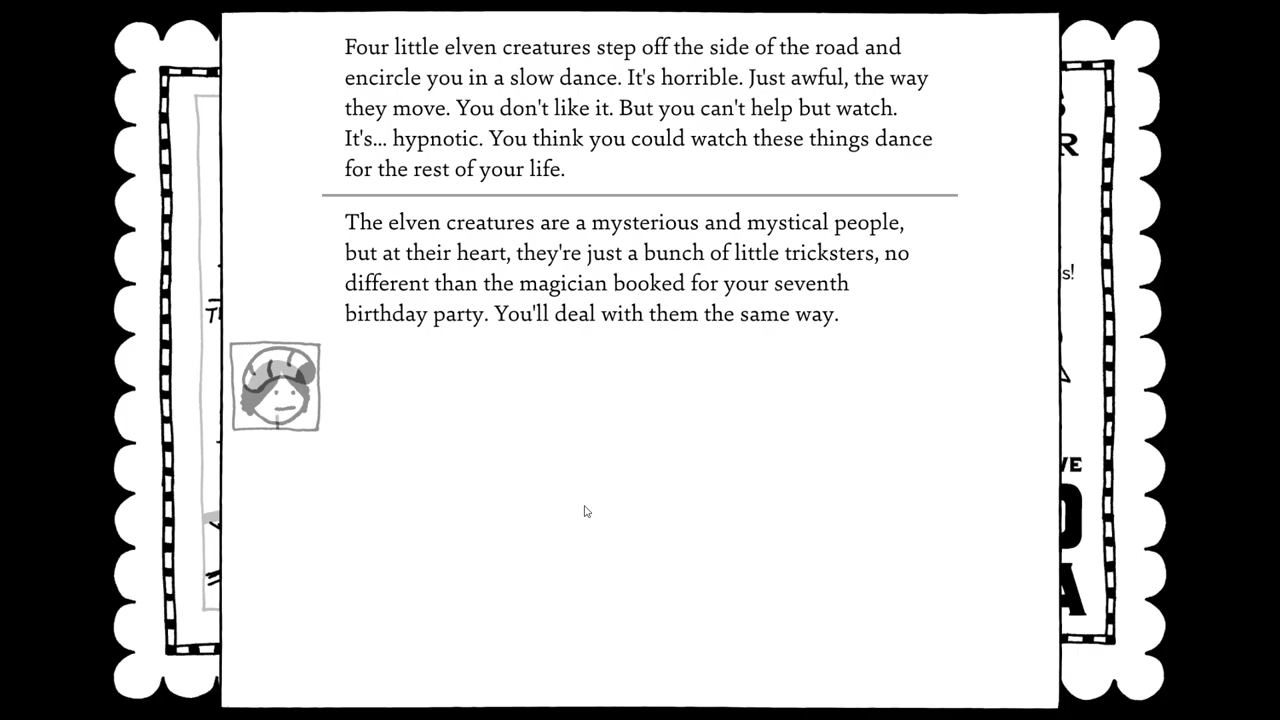 Four little elven creatures step off the side of the road and
encircle you in a slow dance. It's horrible. Just awful, the way
they move. You don't like it. But you can't help but watch.
It's... hypnotic. You think you could watch these things dance
for the rest of your life.
The elven creatures are a mysterious and mystical people,
but at their heart, they're just a bunch of little tricksters, no
different than the magician booked for your seventh
birthday party. You'll deal with them the same way.